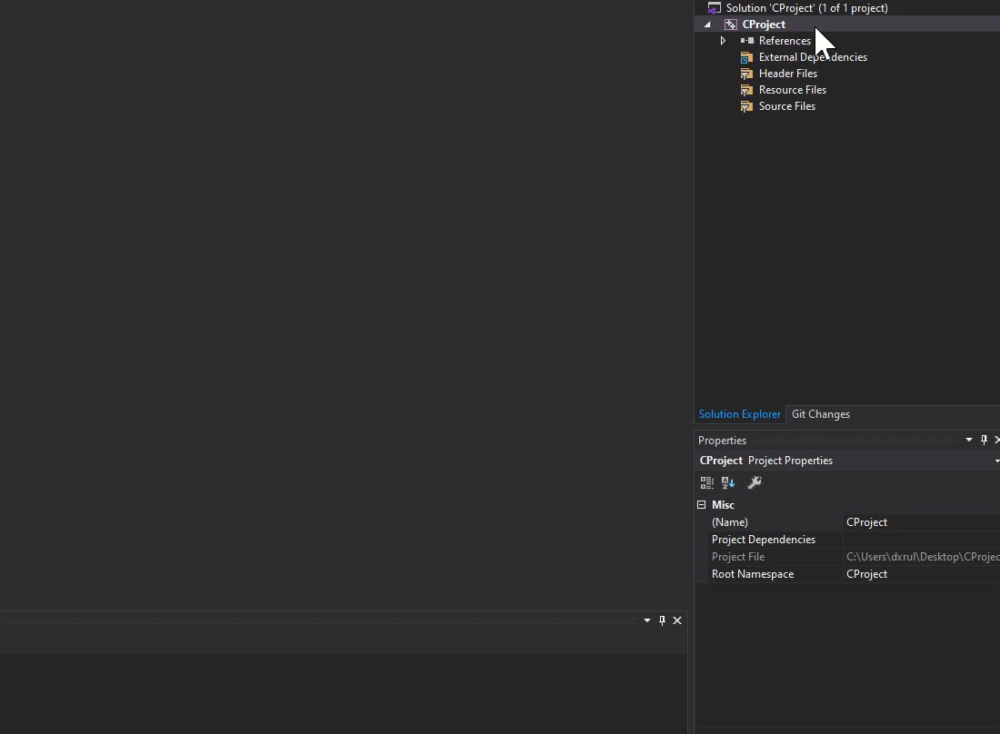 Solution 'CProject' (1 of 1 project)
CProject
References
External Dependencies
Header Files
Resource Files
Source Files
Solution Explorer Git Changes
Properties
CProject Project Properties
Misc
(Name) CProject
Project Dependencies
Project File C:\Users\dxrul\Desktop\CProjec
Root Namespace CProject